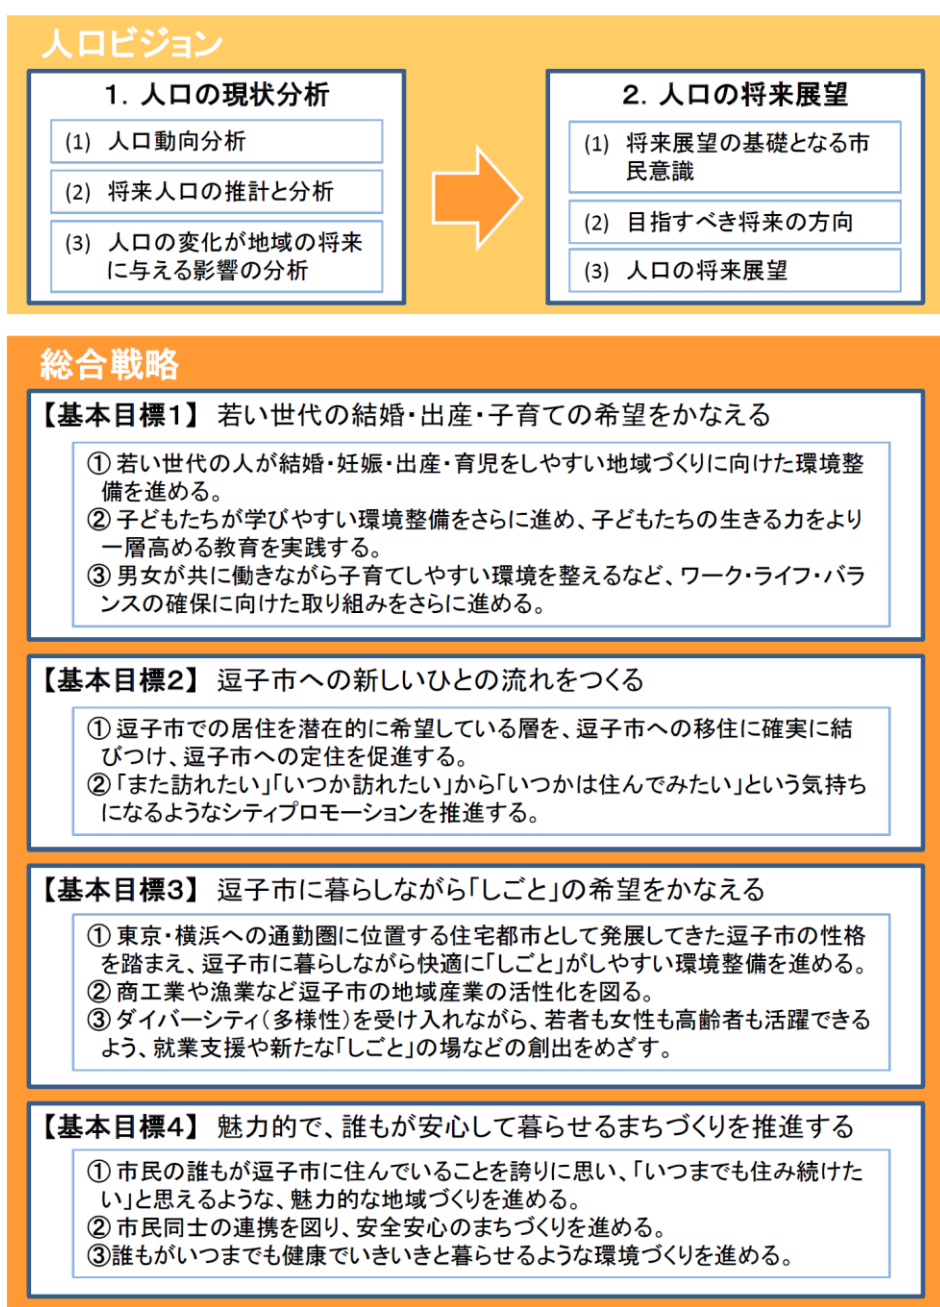 人口ビジョン
1．人口の現状分析
(1) 人口動向分析
(2) 将来人口の推計と分析
(3) 人口の変化が地域の将来
に与える影響の分析
2．人口の将来展望
(1) 将来展望の基礎となる市
民意識
(2) 目指すべき将来の方向
(3) 人口の将来展望
総合戦略
【基本目標1】 若い世代の結婚・出産・子育ての希望をかなえる
① 若い世代の人が結婚・妊娠・出産・育児をしやすい地域づくりに向けた環境整
備を進める。
② 子どもたちが学びやすい環境整備をさらに進め、子どもたちの生きる力をより
一層高める教育を実践する。
③ 男女が共に働きながら子育てしやすい環境を整えるなど、ワーク・ライフ・バラ
ンスの確保に向けた取り組みをさらに進める。
【基本目標2】 逗子市への新しいひとの流れをつくる
① 逗子市での居住を潜在的に希望している層を、逗子市への移住に確実に結
びつけ、逗子市への定住を促進する。
② 「また訪れたい」「いつか訪れたい」から「いつかは住んでみたい」という気持ち
になるようなシティプロモーションを推進する。
【基本目標3】 逗子市に暮らしながら「しごと」の希望をかなえる
① 東京・横浜への通勤圏に位置する住宅都市として発展してきた逗子市の性格
を踏まえ、逗子市に暮らしながら快適に「しごと」がしやすい環境整備を進める。
② 商工業や漁業など逗子市の地域産業の活性化を図る。
③ ダイバーシティ（多様性）を受け入れながら、若者も女性も高齢者も活躍できる
よう、就業支援や新たな「しごと」の場などの創出をめざす。
【基本目標4】 魅力的で、誰もが安心して暮らせるまちづくりを推進する
① 市民の誰もが逗子市に住んでいることを誇りに思い、「いつまでも住み続けた
い」と思えるような、魅力的な地域づくりを進める。
② 市民同士の連携を図り、安全安心のまちづくりを進める。
③誰もがいつまでも健康でいきいきと暮らせるような環境づくりを進める。